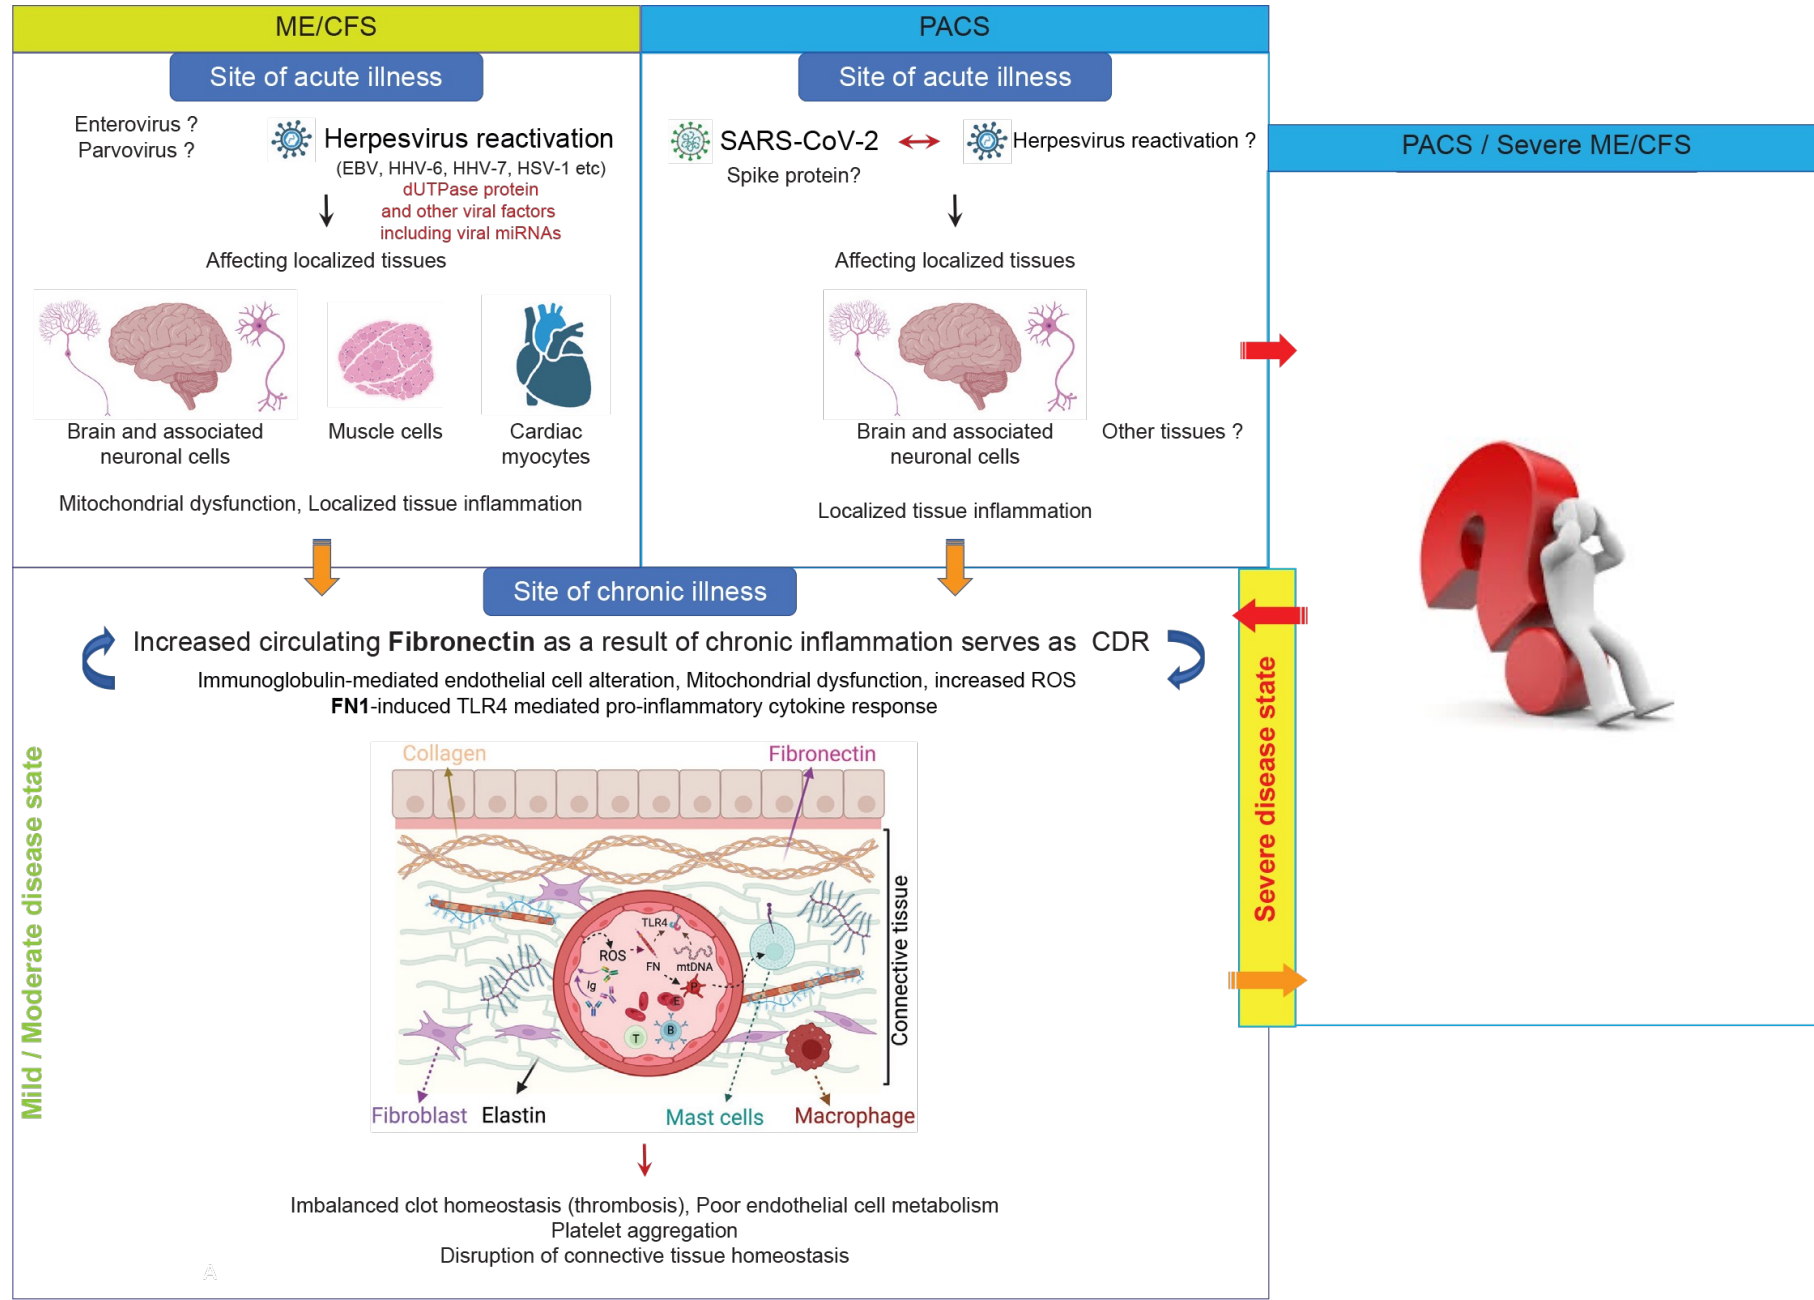 ME/CFS
PACS
Site of acute illness
Site of acute illness
Enterovirus ?
Parvovirus ?
Herpesvirus reactivation
(EBV, HHV-6, HHV-7, HSV-1 etc)
dUTPase protein
and other viral factors
including viral miRNAs
Affecting localized tissues
Brain and associated
neuronal cells
Muscle cells
Cardiac
myocytes
Mitochondrial dysfunction, Localized tissue inflammation
SARS-CoV-2
Spike protein?
Herpesvirus reactivation ?
Affecting localized tissues
Brain and associated
neuronal cells
Other tissues ?
Localized tissue inflammation
PACS / Severe ME/CFS
Site of chronic illness
Increased circulating Fibronectin as a result of chronic inflammation serves as CDR
Immunoglobulin-mediated endothelial cell alteration, Mitochondrial dysfunction, increased ROS
FN1-induced TLR4 mediated pro-inflammatory cytokine response
Mild / Moderate disease state
Severe disease state
Collagen
Fibronectin
Connective tissue
TLR4
ROS
FN
mtDNA
Ig
P
E
B
T
Fibroblast
Elastin
Mast cells
Macrophage
Imbalanced clot homeostasis (thrombosis), Poor endothelial cell metabolism
Platelet aggregation
Disruption of connective tissue homeostasis
A